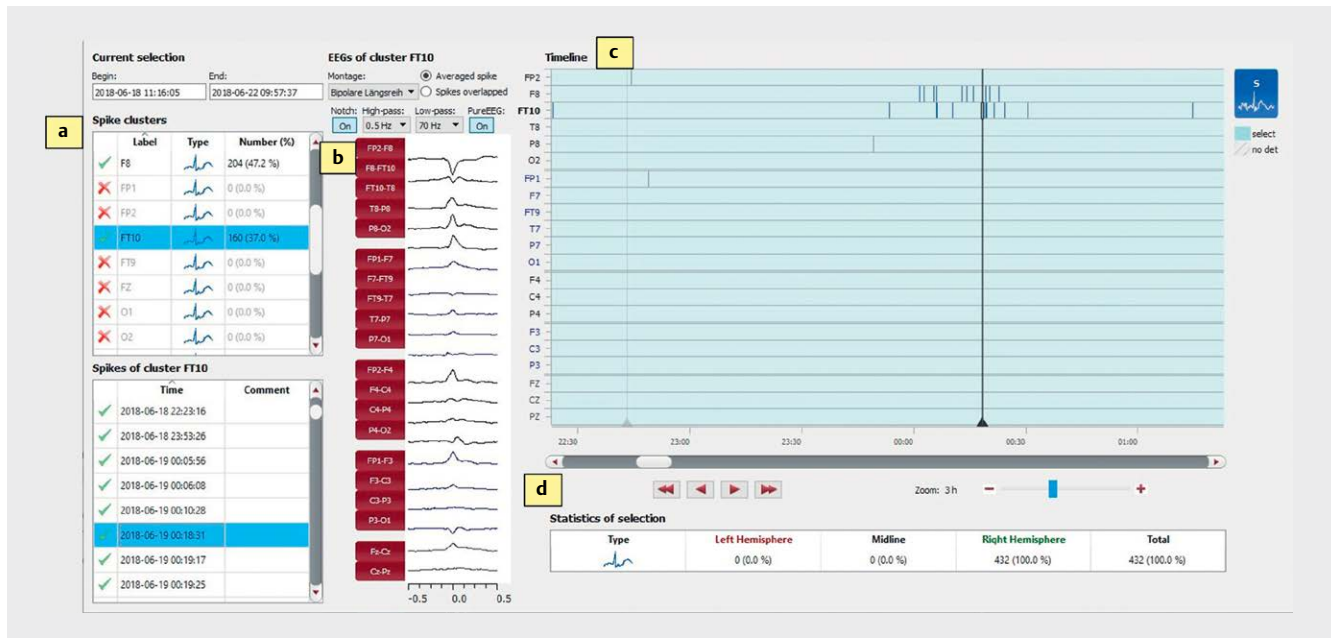 Current selection
Begin:
End:
2018-06-18 11:16:05
2018-06-22 09:57:37
a
Spike clusters
Label Type Number (%)
F8 204 (47.2 %)
FP1 0 (0.0 %)
FP2 0 (0.0 %)
FT10 160 (37.0 %)
FT9 0 (0.0 %)
FZ 0 (0.0 %)
O1 0 (0.0 %)
O2 0 (0.0 %)
Spikes of cluster FT10
Time Comment
2018-06-18 22:23:16
2018-06-18 23:53:26
2018-06-19 00:05:56
2018-06-19 00:06:08
2018-06-19 00:10:28
2018-06-19 00:18:31
2018-06-19 00:19:17
2018-06-19 00:19:25
EEGs of cluster FT10
Montage:
Averaged spike
Bipolare Längsreih
Spikes overlapped
Notch: High-pass: Low-pass: PureEEG:
On 0.5 Hz 70 Hz On
b
FP2-F8
F8-FT10
FT10-T8
T8-P8
P8-O2
FP1-F7
F7-FT9
FT9-T7
T7-P7
P7-O1
FP2-F4
F4-C4
C4-P4
P4-O2
FP1-F3
F3-C3
C3-P3
P3-O1
Fz-Cz
Cz-Pz
-0.5 0.0 0.5
Timeline
c
FP2
F8
FT10
T8
P8
O2
FP1
F7
FT9
T7
P7
O1
F4
C4
P4
F3
C3
P3
FZ
CZ
PZ
22:30 23:00 23:30 00:00 00:30 01:00
S
select
no det
d
Zoom: 3 h
Statistics of selection
Type Left Hemisphere Midline Right Hemisphere Total
0 (0.0 %) 0 (0.0 %) 432 (100.0 %) 432 (100.0 %)